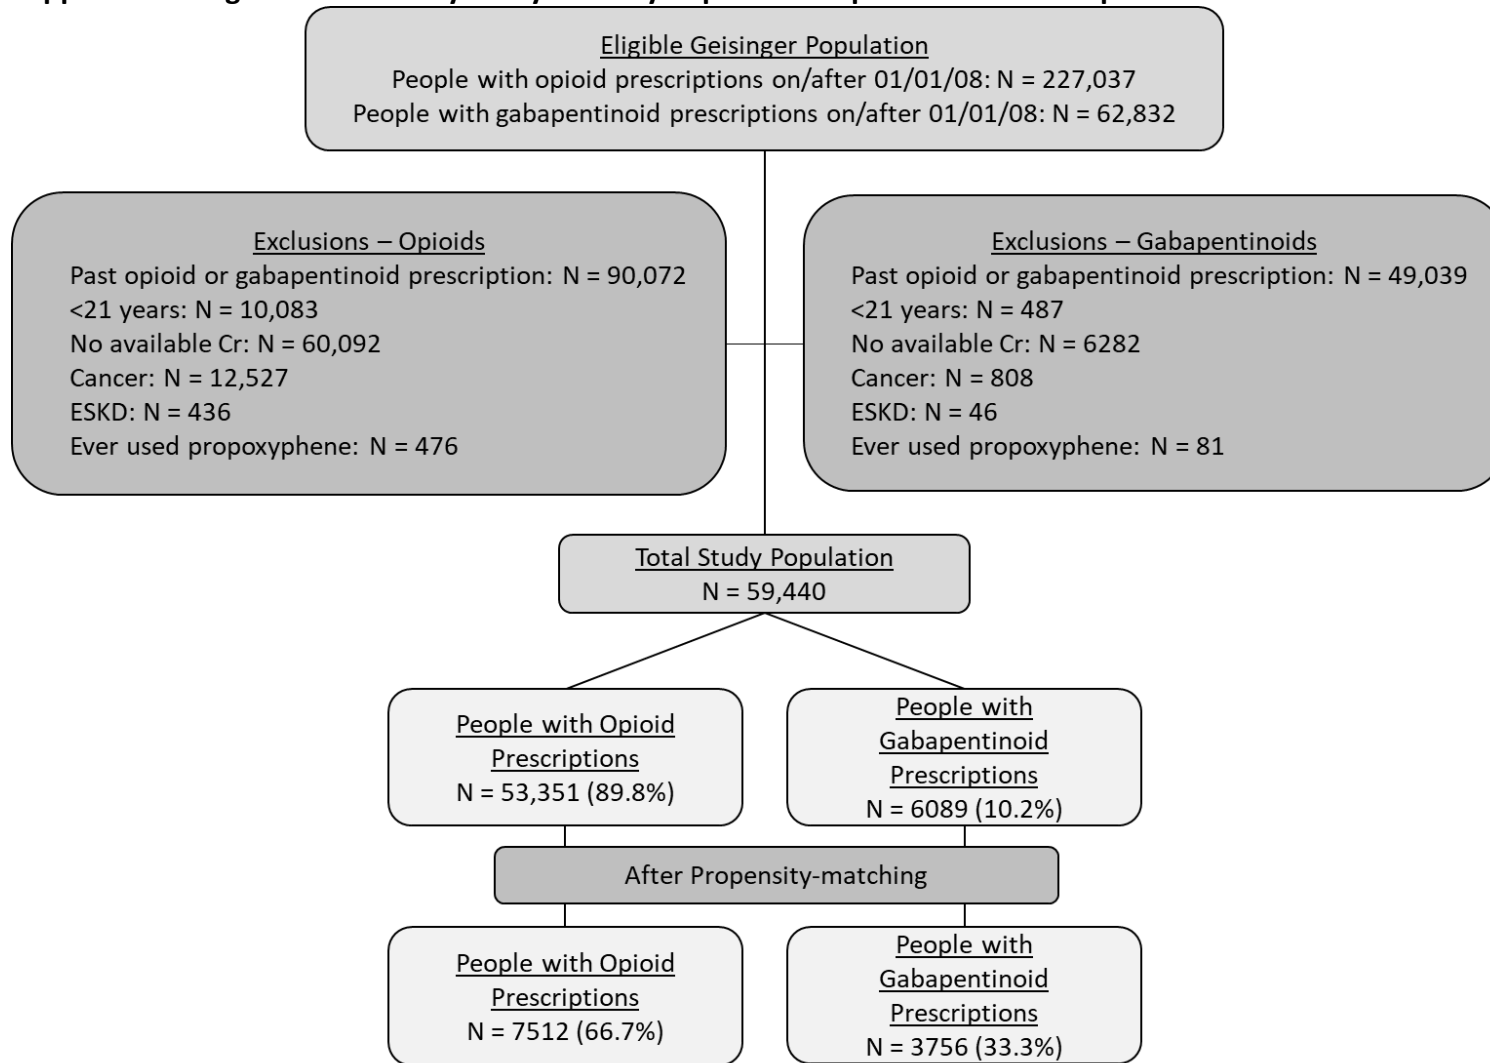 Eligible Geisinger Population
People with opioid prescriptions on/after 01/01/08: N = 227,037
People with gabapentinoid prescriptions on/after 01/01/08: N = 62,832
Exclusions – Opioids
Past opioid or gabapentinoid prescription: N = 90,072
<21 years: N = 10,083
No available Cr: N = 60,092
Cancer: N = 12,527
ESKD: N = 436
Ever used propoxyphene: N = 476
Exclusions – Gabapentinoids
Past opioid or gabapentinoid prescription: N = 49,039
<21 years: N = 487
No available Cr: N = 6282
Cancer: N = 808
ESKD: N = 46
Ever used propoxyphene: N = 81
Total Study Population
N = 59,440
People with Opioid
Prescriptions
N = 53,351 (89.8%)
People with
Gabapentinoid
Prescriptions
N = 6089 (10.2%)
After Propensity-matching
People with Opioid
Prescriptions
N = 7512 (66.7%)
People with
Gabapentinoid
Prescriptions
N = 3756 (33.3%)